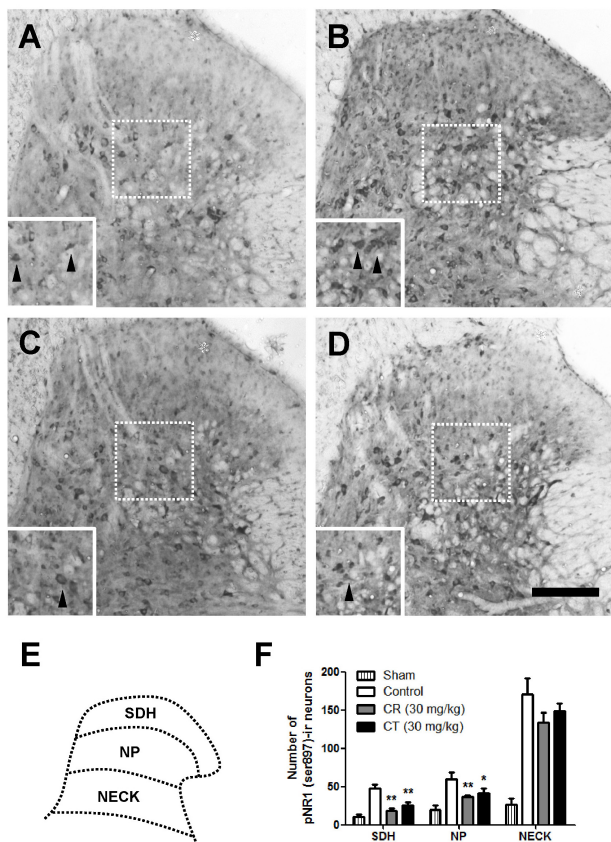 A
B
C
D
E
SDH
NP
NECK
F
Number of
pNR1 (ser897)-ir neurons
200
150
100
50
0
Sham
Control
CR (30 mg/kg)
CT (30 mg/kg)
** **
** *
SDH NP NECK